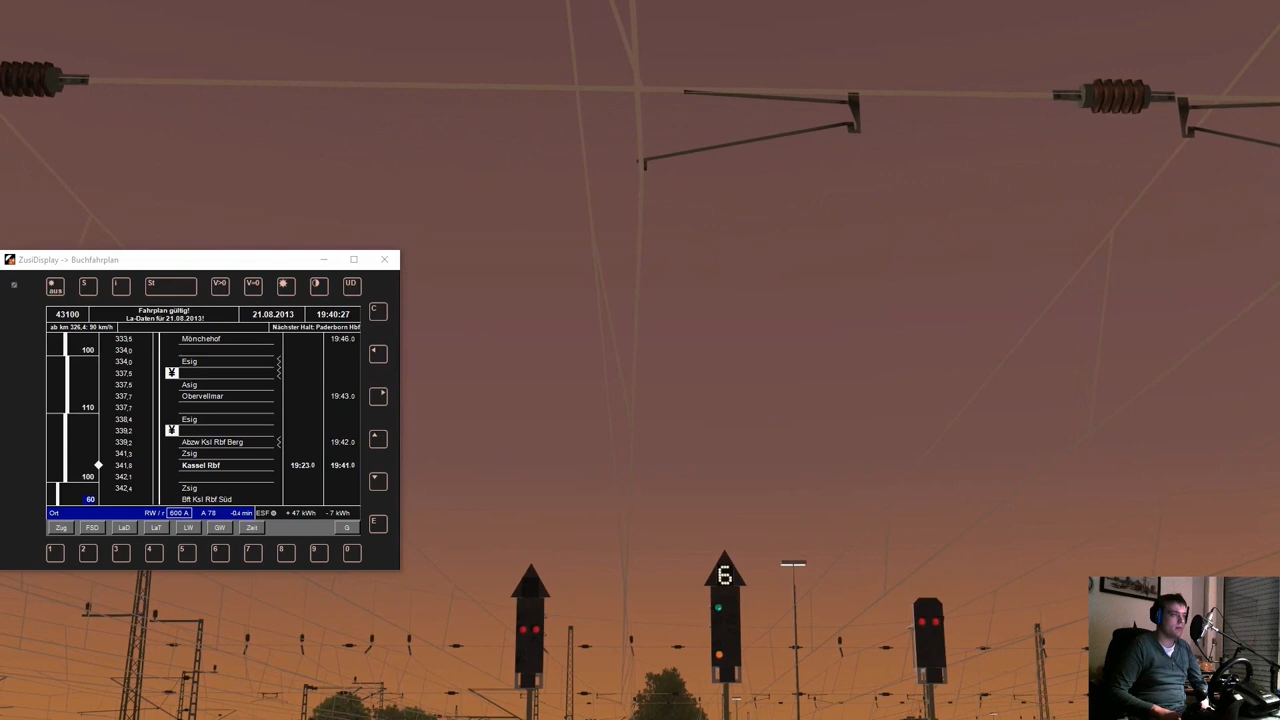 ZusiDisplay -> Buchfahrplan
aus S i St V>0 V=0 UD
43100 Fahrplan gültig! 21.08.2013 19:40:27
La-Daten für 21.08.2013!
ab km 326,4: 90 km/h Nächster Halt: Paderborn Hbf
333,5 Mönchehof 19:46.0
100 334,0
334,0 Esig
337,5 ¥
337,5 Asig
337,7 Obervellmar 19:43.0
110 337,7
338,4 Esig
339,2 ¥
339,2 Abzw Ksl Rbf Berg 19:42.0
341,3 Zsig
341,8 Kassel Rbf 19:23.0 19:41.0
100 342,1
342,4 Zsig
60 Bft Ksl Rbf Süd
Ort RW / r 600 A A 78 -0.4 min ESF + 47 kWh - 7 kWh
Zug FSD LaD LaT LW GW Zeit G
1 2 3 4 5 6 7 8 9 0
C
E
6